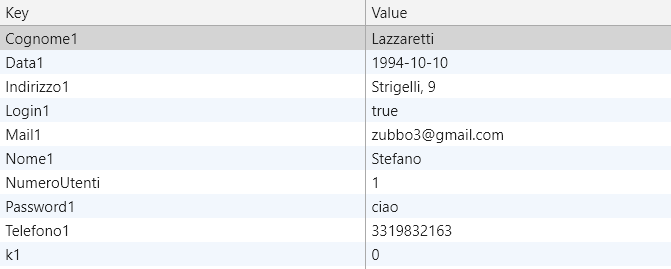 Key Value
Cognome1 Lazzaretti
Data1 1994-10-10
Indirizzo1 Strigelli, 9
Login1 true
Mail1 zubbo3@gmail.com
Nome1 Stefano
NumeroUtenti 1
Password1 ciao
Telefono1 3319832163
k1 0